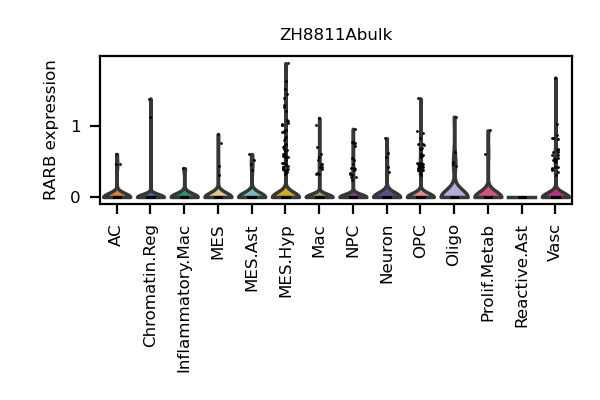 ZH8811Abulk
RARB expression
1
0
AC
Chromatin.Reg
Inflammatory.Mac
MES
MES.Ast
MES.Hyp
Mac
NPC
Neuron
OPC
Oligo
Prolif.Metab
Reactive.Ast
Vasc